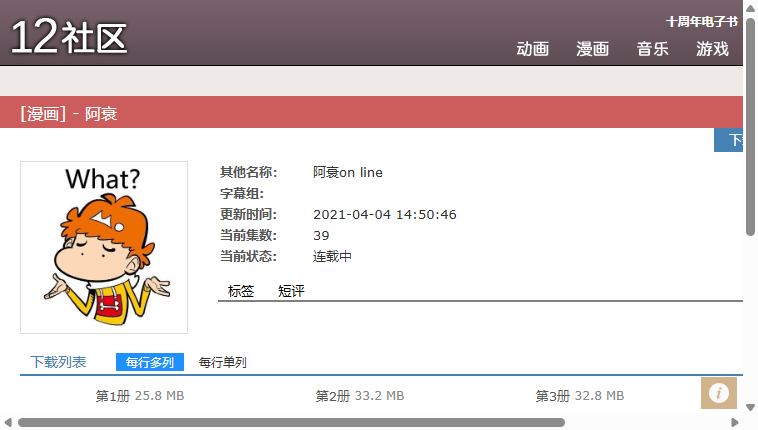 12社区
十周年电子书
动画 漫画 音乐 游戏
[漫画] - 阿衰
What?
其他名称: 阿衰on line
字幕组:
更新时间: 2021-04-04 14:50:46
当前集数: 39
当前状态: 连载中
标签 短评
下载列表 每行多列 每行单列
第1册 25.8 MB 第2册 33.2 MB 第3册 32.8 MB